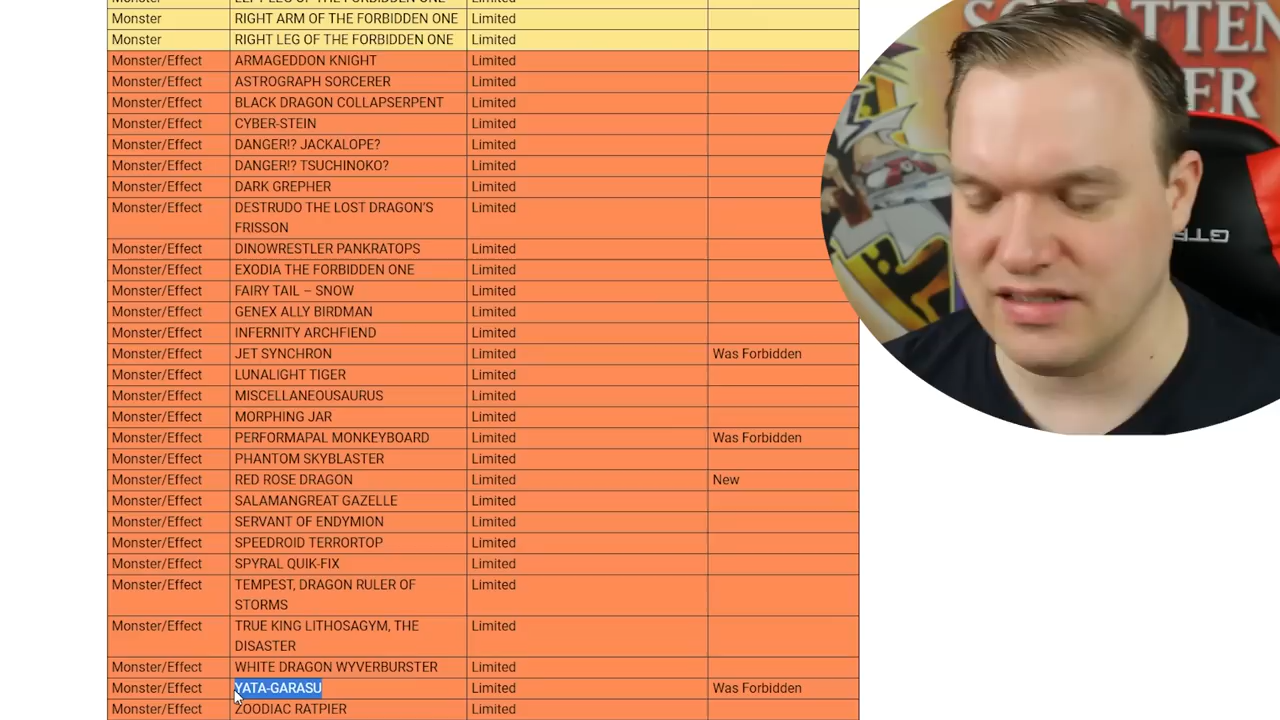 Monster LEFT LEG OF THE FORBIDDEN ONE Limited
Monster RIGHT ARM OF THE FORBIDDEN ONE Limited
Monster RIGHT LEG OF THE FORBIDDEN ONE Limited
Monster/Effect ARMAGEDDON KNIGHT Limited
Monster/Effect ASTROGRAPH SORCERER Limited
Monster/Effect BLACK DRAGON COLLAPSERPENT Limited
Monster/Effect CYBER-STEIN Limited
Monster/Effect DANGER!? JACKALOPE? Limited
Monster/Effect DANGER!? TSUCHINOKO? Limited
Monster/Effect DARK GREPHER Limited
Monster/Effect DESTRUDO THE LOST DRAGON'S Limited
FRISSON
Monster/Effect DINOWRESTLER PANKRATOPS Limited
Monster/Effect EXODIA THE FORBIDDEN ONE Limited
Monster/Effect FAIRY TAIL – SNOW Limited
Monster/Effect GENEX ALLY BIRDMAN Limited
Monster/Effect INFERNITY ARCHFIEND Limited
Monster/Effect JET SYNCHRON Limited Was Forbidden
Monster/Effect LUNALIGHT TIGER Limited
Monster/Effect MISCELLANEOUSAURUS Limited
Monster/Effect MORPHING JAR Limited
Monster/Effect PERFORMAPAL MONKEYBOARD Limited Was Forbidden
Monster/Effect PHANTOM SKYBLASTER Limited
Monster/Effect RED ROSE DRAGON Limited New
Monster/Effect SALAMANGREAT GAZELLE Limited
Monster/Effect SERVANT OF ENDYMION Limited
Monster/Effect SPEEDROID TERRORTOP Limited
Monster/Effect SPYRAL QUIK-FIX Limited
Monster/Effect TEMPEST, DRAGON RULER OF Limited
STORMS
Monster/Effect TRUE KING LITHOSAGYM, THE Limited
DISASTER
Monster/Effect WHITE DRAGON WYVERBURSTER Limited
Monster/Effect YATA-GARASU Limited Was Forbidden
Monster/Effect ZOODIAC RATPIER Limited